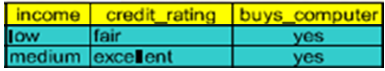 income credit_rating buys_computer
low fair yes
medium excellent yes